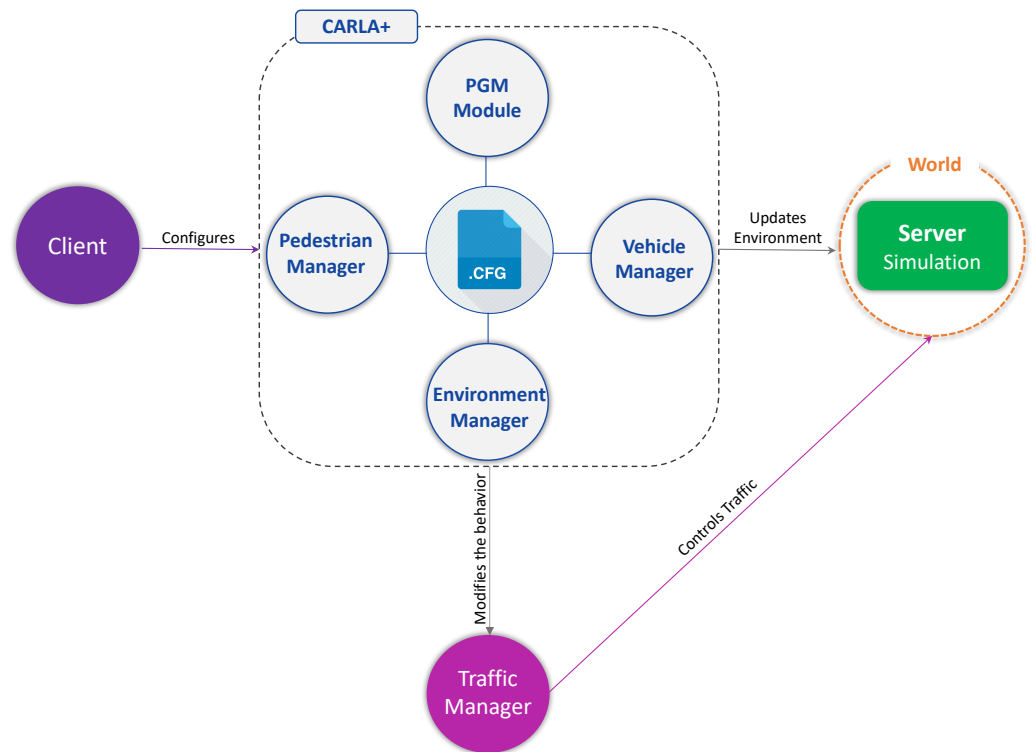 CARLA+
PGM
Module
World
Client
Configures
Pedestrian
Manager
.CFG
Vehicle
Manager
Updates
Environment
Server
Simulation
Environment
Manager
Modifies the behavior
Controls Traffic
Traffic
Manager